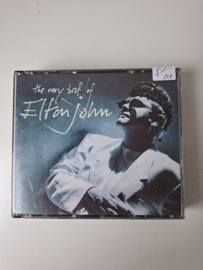 the very best of
Elton John